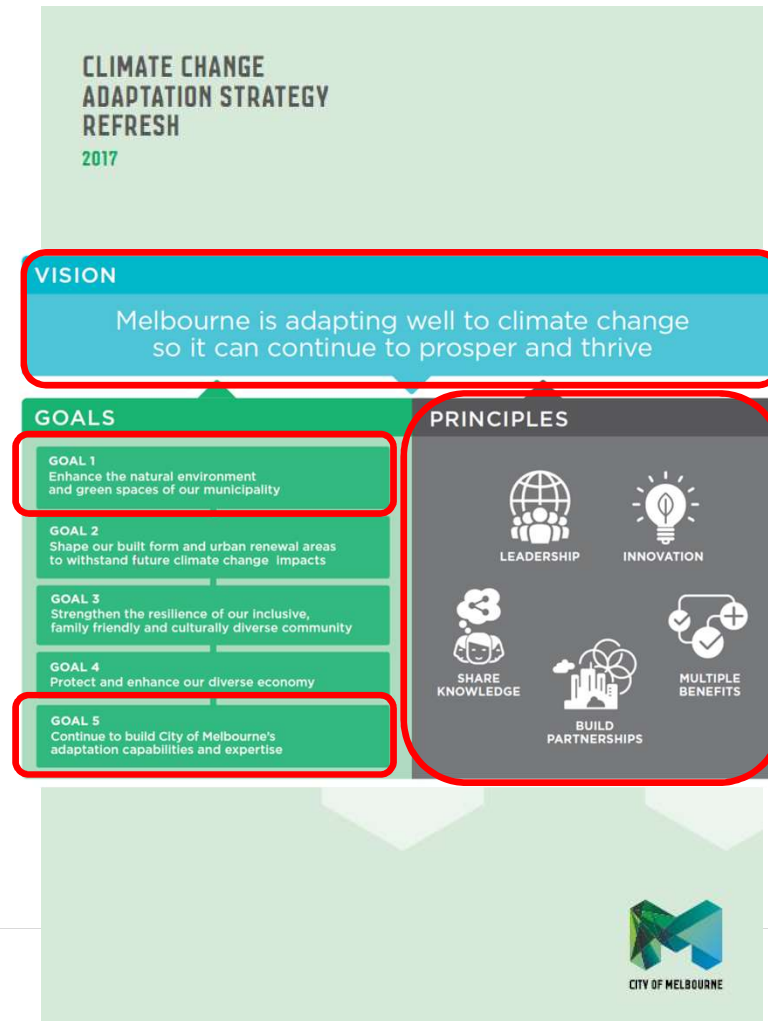 CLIMATE CHANGE
ADAPTATION STRATEGY
REFRESH
2017
VISION
Melbourne is adapting well to climate change
so it can continue to prosper and thrive
GOALS
GOAL 1
Enhance the natural environment
and green spaces of our municipality
GOAL 2
Shape our built form and urban renewal areas
to withstand future climate change impacts
GOAL 3
Strengthen the resilience of our inclusive,
family friendly and culturally diverse community
GOAL 4
Protect and enhance our diverse economy
GOAL 5
Continue to build City of Melbourne's
adaptation capabilities and expertise
PRINCIPLES
LEADERSHIP
INNOVATION
SHARE
KNOWLEDGE
BUILD
PARTNERSHIPS
MULTIPLE
BENEFITS
CITY OF MELBOURNE